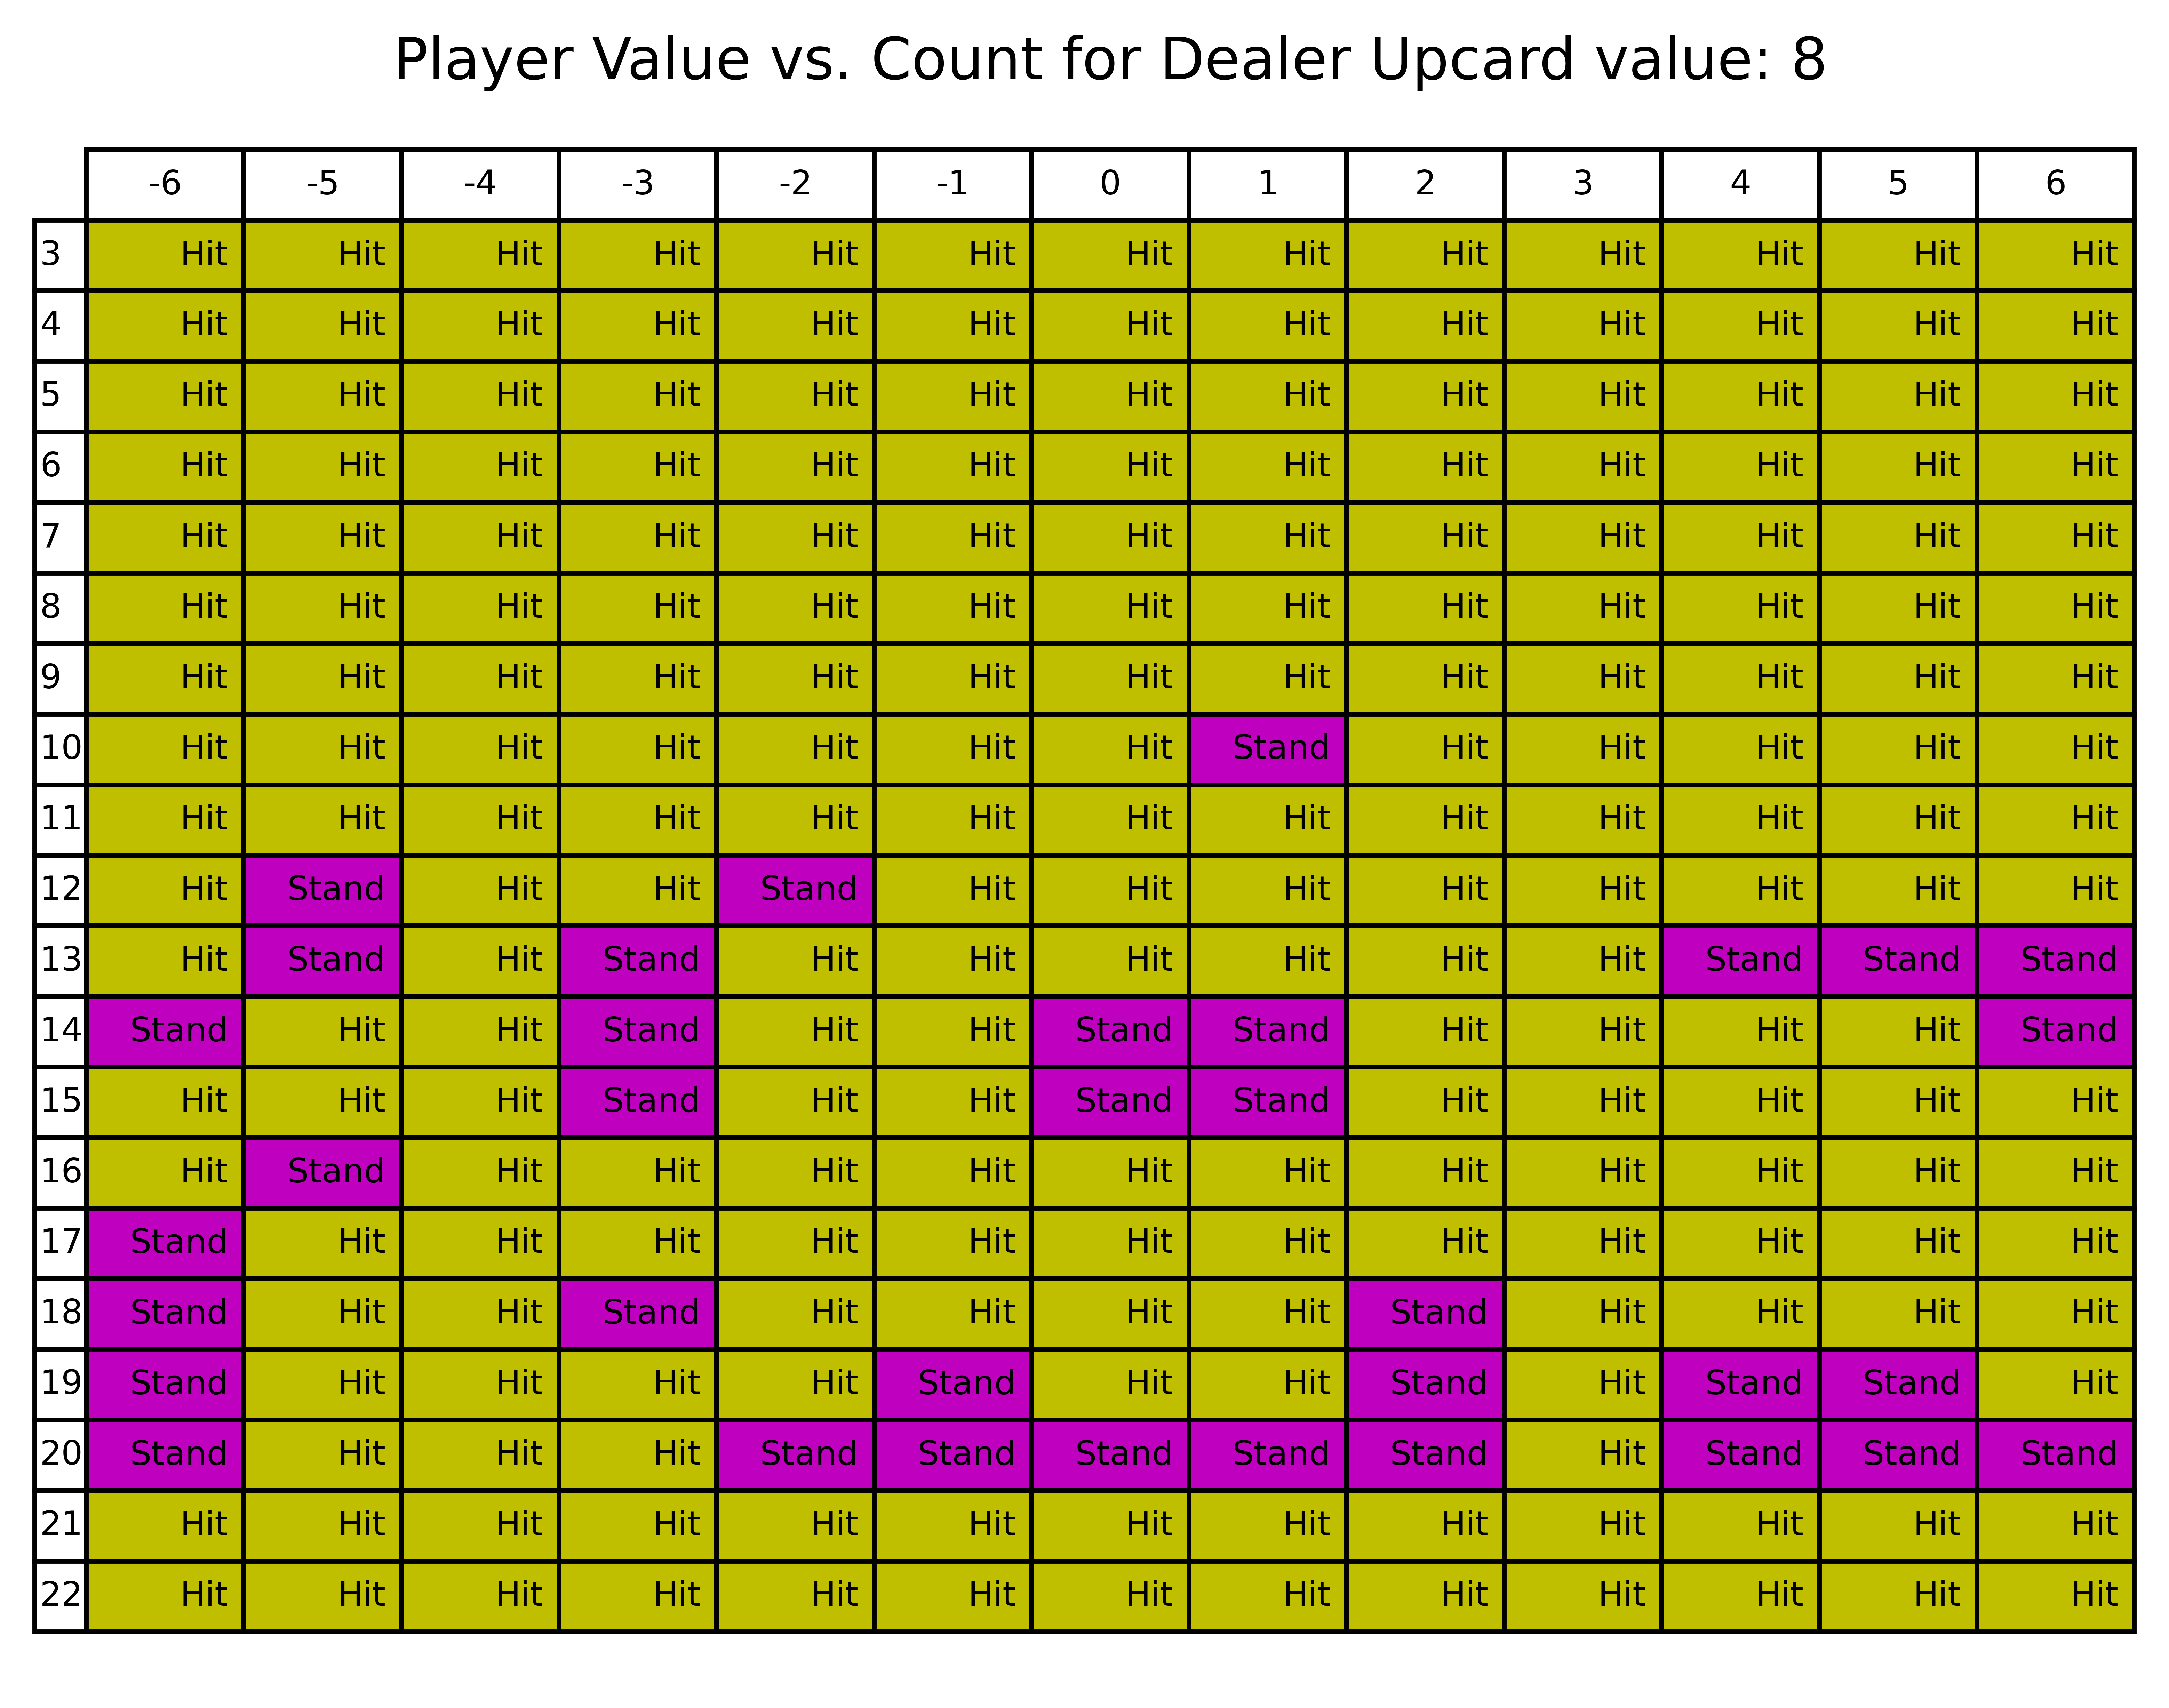 Player Value vs. Count for Dealer Upcard value: 8
-6 -5 -4 -3 -2 -1 0 1 2 3 4 5 6
3 Hit Hit Hit Hit Hit Hit Hit Hit Hit Hit Hit Hit Hit
4 Hit Hit Hit Hit Hit Hit Hit Hit Hit Hit Hit Hit Hit
5 Hit Hit Hit Hit Hit Hit Hit Hit Hit Hit Hit Hit Hit
6 Hit Hit Hit Hit Hit Hit Hit Hit Hit Hit Hit Hit Hit
7 Hit Hit Hit Hit Hit Hit Hit Hit Hit Hit Hit Hit Hit
8 Hit Hit Hit Hit Hit Hit Hit Hit Hit Hit Hit Hit Hit
9 Hit Hit Hit Hit Hit Hit Hit Hit Hit Hit Hit Hit Hit
10 Hit Hit Hit Hit Hit Hit Hit Stand Hit Hit Hit Hit Hit
11 Hit Hit Hit Hit Hit Hit Hit Hit Hit Hit Hit Hit Hit
12 Hit Stand Hit Hit Stand Hit Hit Hit Hit Hit Hit Hit Hit
13 Hit Stand Hit Stand Hit Hit Hit Hit Hit Hit Stand Stand Stand
14 Stand Hit Hit Stand Hit Hit Stand Stand Hit Hit Hit Hit Stand
15 Hit Hit Hit Stand Hit Hit Stand Stand Hit Hit Hit Hit Hit
16 Hit Stand Hit Hit Hit Hit Hit Hit Hit Hit Hit Hit Hit
17 Stand Hit Hit Hit Hit Hit Hit Hit Hit Hit Hit Hit Hit
18 Stand Hit Hit Stand Hit Hit Hit Hit Stand Hit Hit Hit Hit
19 Stand Hit Hit Hit Hit Stand Hit Hit Stand Hit Stand Stand Hit
20 Stand Hit Hit Hit Stand Stand Stand Stand Stand Hit Stand Stand Stand
21 Hit Hit Hit Hit Hit Hit Hit Hit Hit Hit Hit Hit Hit
22 Hit Hit Hit Hit Hit Hit Hit Hit Hit Hit Hit Hit Hit